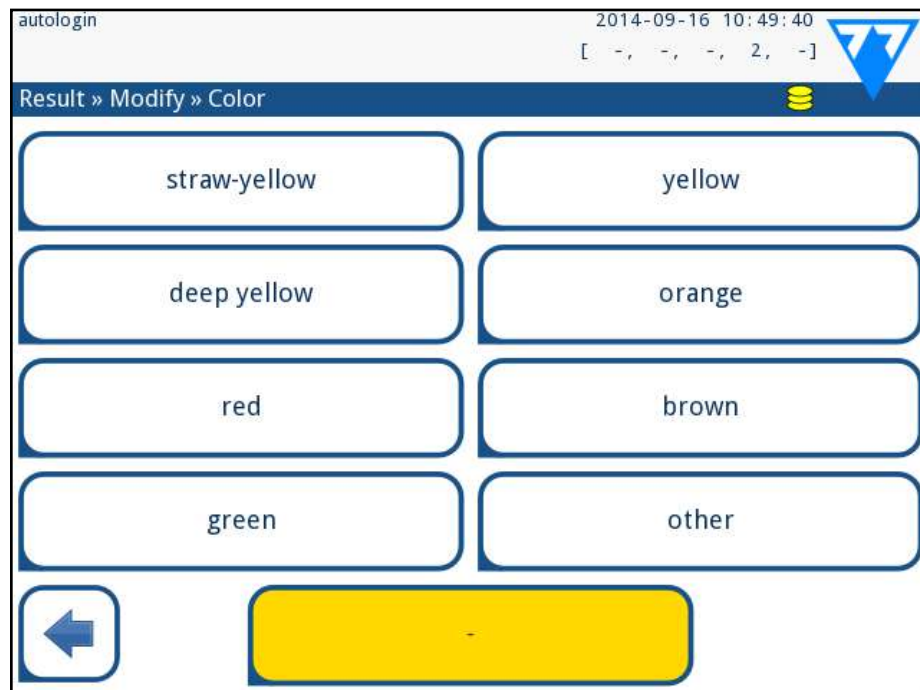 autologin
2014-09-16 10:49:40
[ -, -, -, 2, -]
Result » Modify » Color
straw-yellow
yellow
deep yellow
orange
red
brown
green
other
-